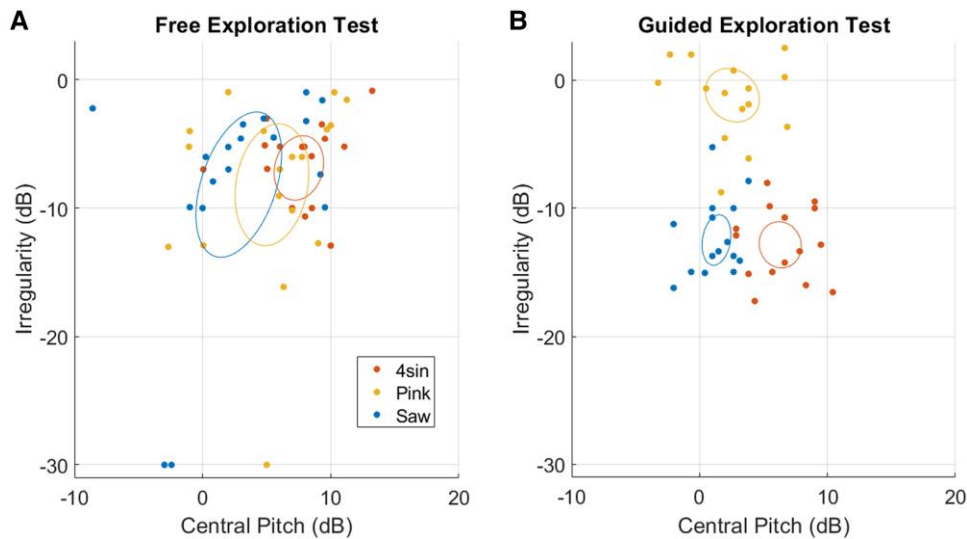 A
Free Exploration Test
0
-10
-20
-30
Irregularity (dB)
-10
0
10
20
Central Pitch (dB)
4sin
Pink
Saw
B
Guided Exploration Test
0
-10
-20
-30
Irregularity (dB)
-10
0
10
20
Central Pitch (dB)